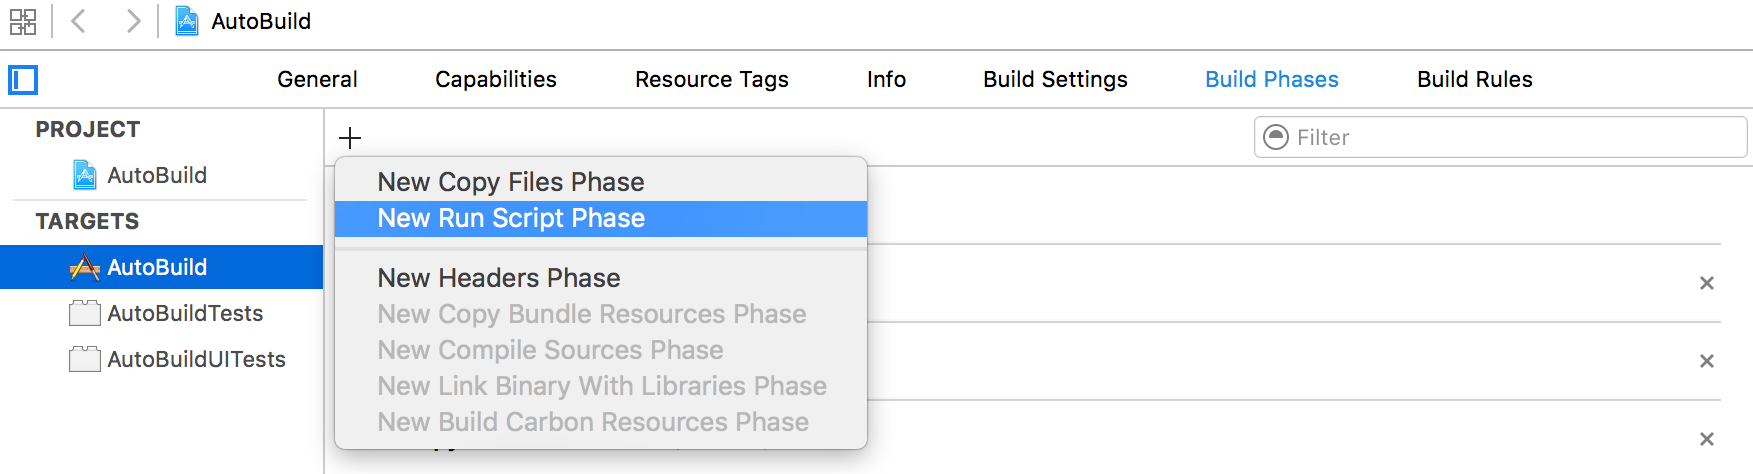 AutoBuild
General Capabilities Resource Tags Info Build Settings Build Phases Build Rules
PROJECT
AutoBuild
TARGETS
AutoBuild
AutoBuildTests
AutoBuildUITests
Filter
New Copy Files Phase
New Run Script Phase
New Headers Phase
New Copy Bundle Resources Phase
New Compile Sources Phase
New Link Binary With Libraries Phase
New Build Carbon Resources Phase